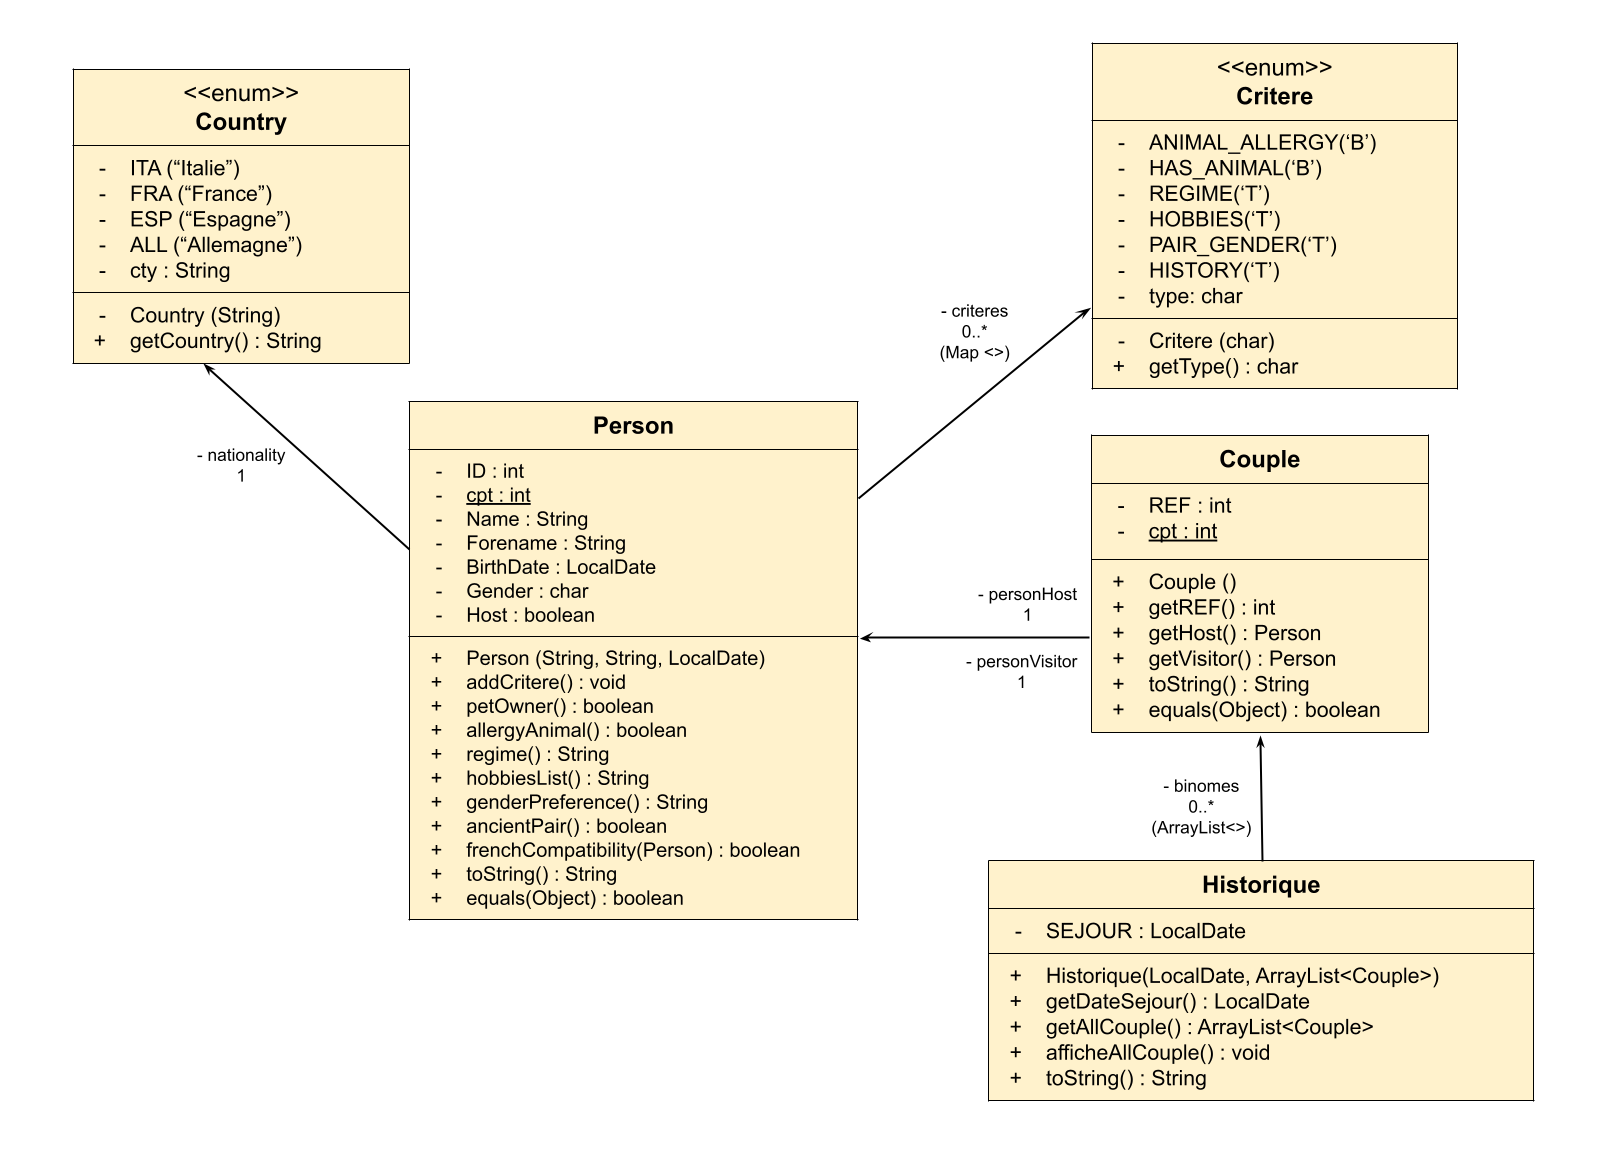 <<enum>>
Country
- ITA (“Italie”)
- FRA (“France”)
- ESP (“Espagne”)
- ALL (“Allemagne”)
- cty : String
- Country (String)
+ getCountry() : String
<<enum>>
Critere
- ANIMAL_ALLERGY(‘B’)
- HAS_ANIMAL(‘B’)
- REGIME(‘T’)
- HOBBIES(‘T’)
- PAIR_GENDER(‘T’)
- HISTORY(‘T’)
- type: char
- Critere (char)
+ getType() : char
- criteres
0..*
(Map <>)
- nationality
1
Person
- ID : int
- cpt : int
- Name : String
- Forename : String
- BirthDate : LocalDate
- Gender : char
- Host : boolean
+ Person (String, String, LocalDate)
+ addCritere() : void
+ petOwner() : boolean
+ allergyAnimal() : boolean
+ regime() : String
+ hobbiesList() : String
+ genderPreference() : String
+ ancientPair() : boolean
+ frenchCompatibility(Person) : boolean
+ toString() : String
+ equals(Object) : boolean
- personHost
1
- personVisitor
1
Couple
- REF : int
- cpt : int
+ Couple ()
+ getREF() : int
+ getHost() : Person
+ getVisitor() : Person
+ toString() : String
+ equals(Object) : boolean
- binomes
0..*
(ArrayList<>)
Historique
- SEJOUR : LocalDate
+ Historique(LocalDate, ArrayList<Couple>)
+ getDateSejour() : LocalDate
+ getAllCouple() : ArrayList<Couple>
+ afficheAllCouple() : void
+ toString() : String